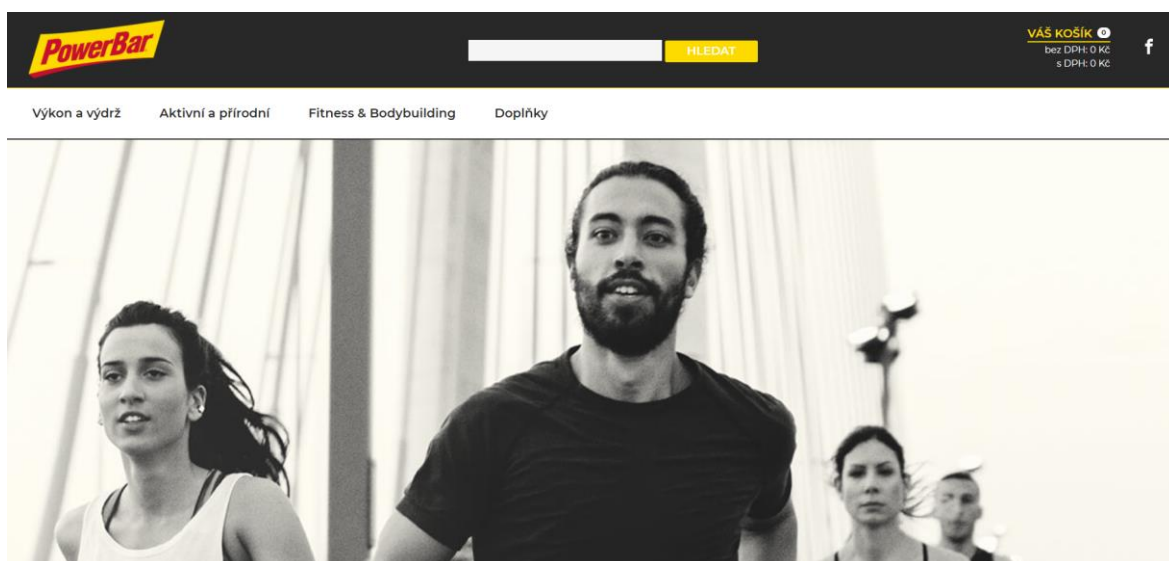 PowerBar
HLEDAT
VÁŠ KOŠÍK 0
bez DPH: 0 Kč
s DPH: 0 Kč
f
Výkon a výdrž
Aktivní a přírodní
Fitness & Bodybuilding
Doplňky